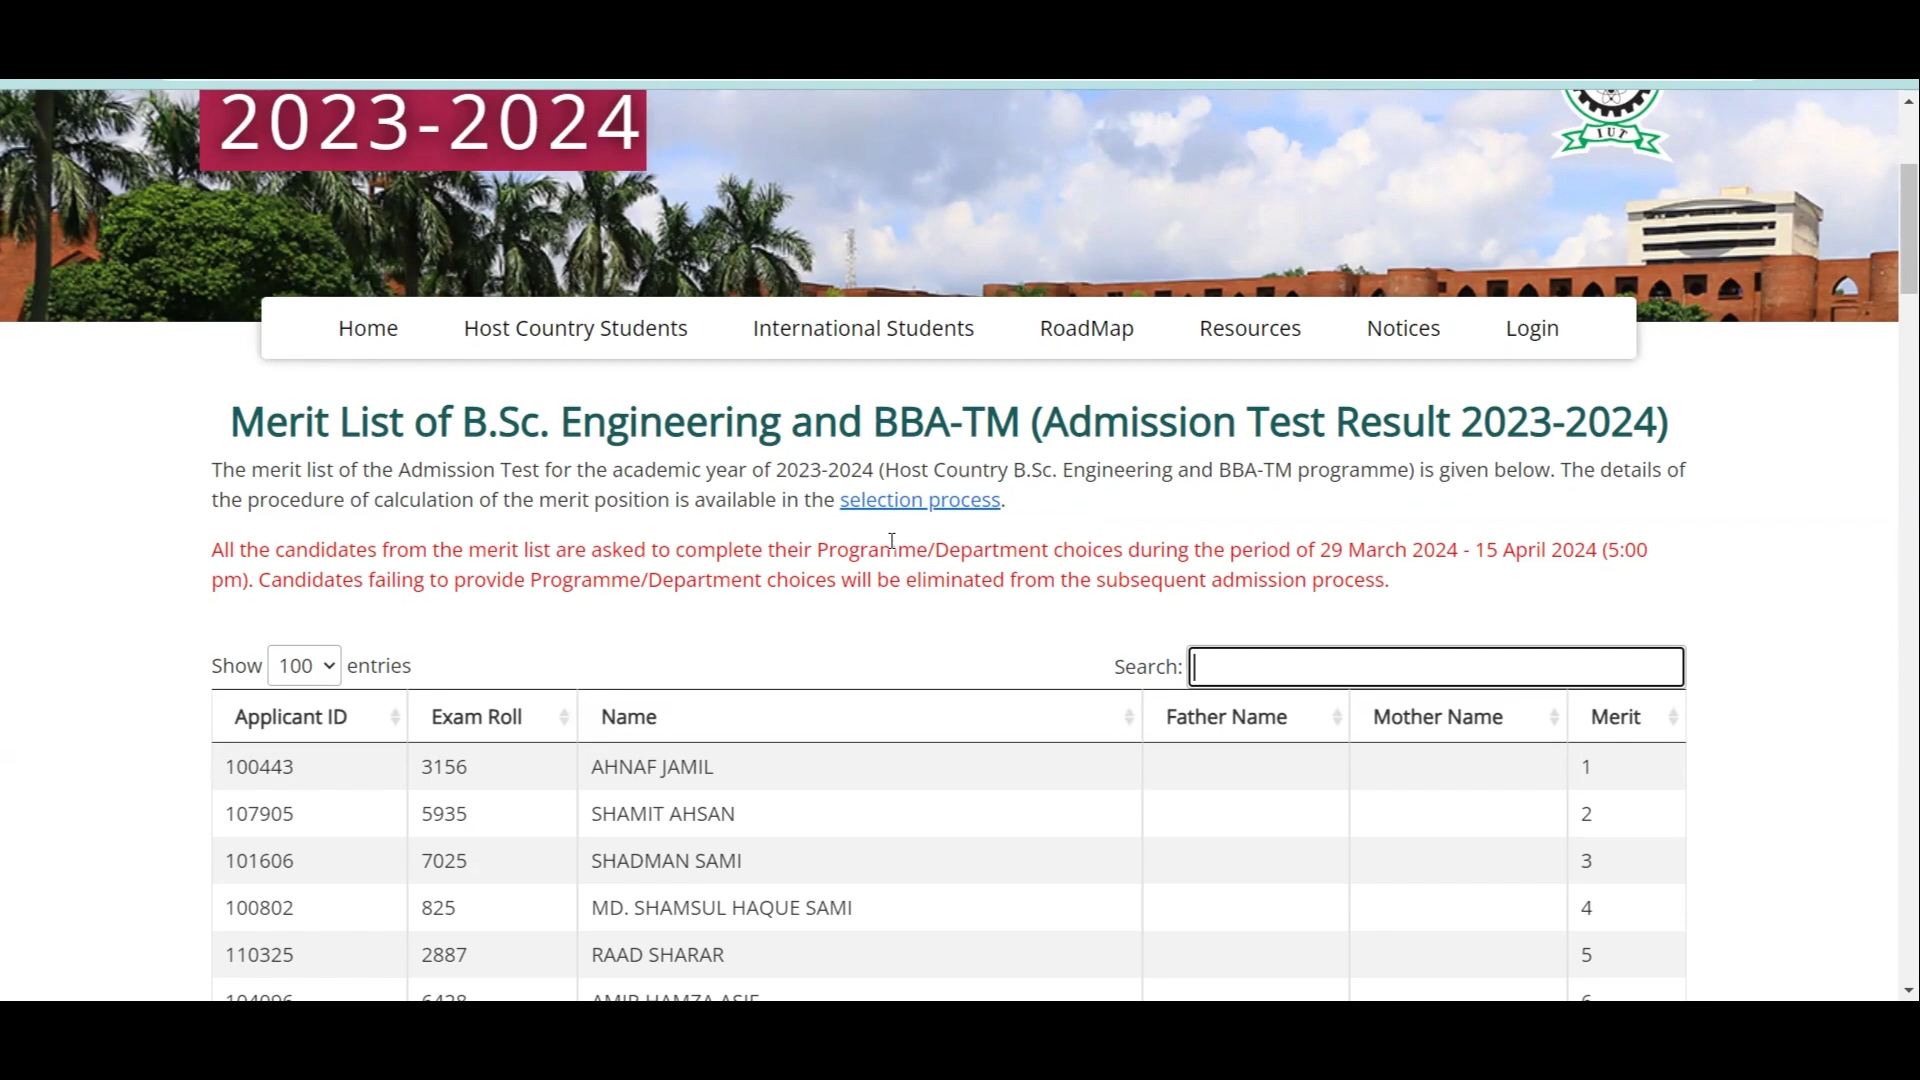 2023-2024
IUT
Home Host Country Students International Students RoadMap Resources Notices Login
Merit List of B.Sc. Engineering and BBA-TM (Admission Test Result 2023-2024)
The merit list of the Admission Test for the academic year of 2023-2024 (Host Country B.Sc. Engineering and BBA-TM programme) is given below. The details of
the procedure of calculation of the merit position is available in the selection process.
All the candidates from the merit list are asked to complete their Programme/Department choices during the period of 29 March 2024 - 15 April 2024 (5:00
pm). Candidates failing to provide Programme/Department choices will be eliminated from the subsequent admission process.
Show 100 entries Search:
Applicant ID Exam Roll Name Father Name Mother Name Merit
100443 3156 AHNAF JAMIL 1
107905 5935 SHAMIT AHSAN 2
101606 7025 SHADMAN SAMI 3
100802 825 MD. SHAMSUL HAQUE SAMI 4
110325 2887 RAAD SHARAR 5